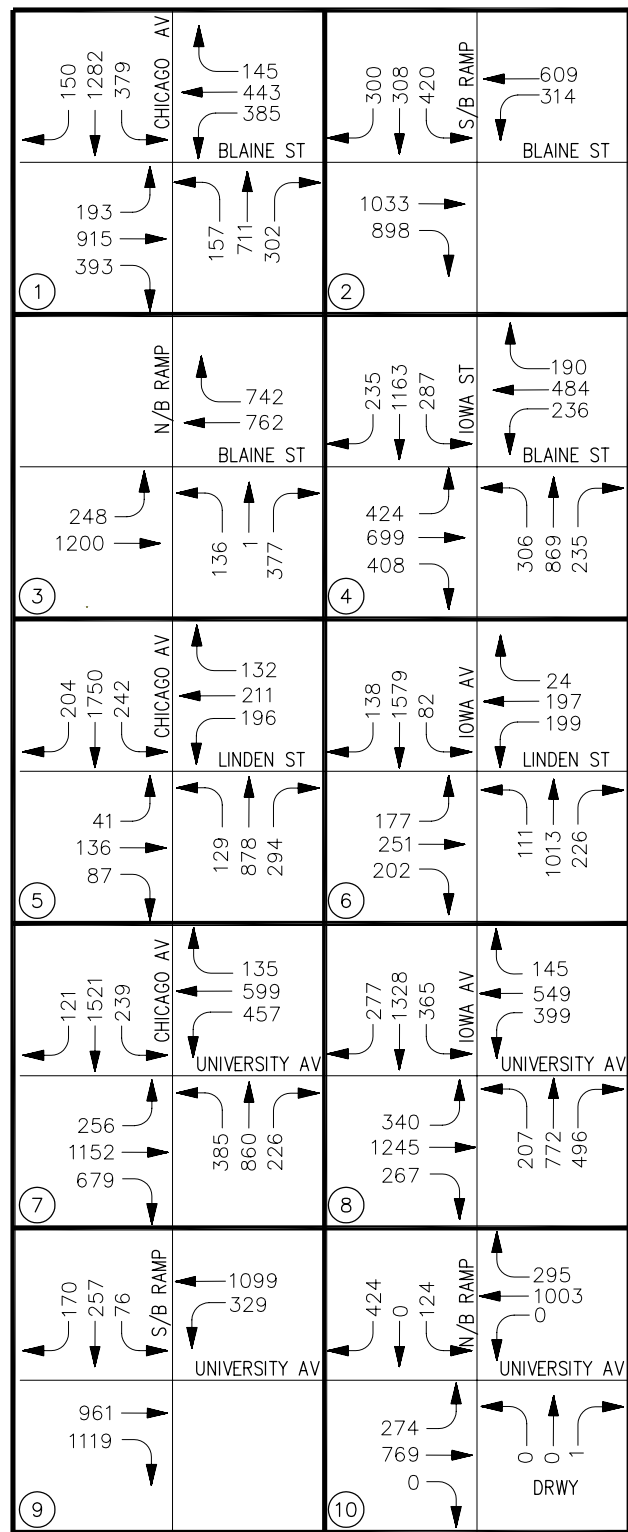 150 1282 379
CHICAGO AV
145
443
385
BLAINE ST
193
915
393
157 711 302
1
300 308 420
S/B RAMP
609
314
BLAINE ST
1033
898
2
N/B RAMP
742
762
BLAINE ST
248
1200
136 1 377
3
235 1163 287
IOWA ST
190
484
236
BLAINE ST
424
699
408
306 869 235
4
204 1750 242
CHICAGO AV
132
211
196
LINDEN ST
41
136
87
129 878 294
5
138 1579 82
IOWA AV
24
197
199
LINDEN ST
177
251
202
111 1013 226
6
121 1521 239
CHICAGO AV
135
599
457
UNIVERSITY AV
256
1152
679
385 860 226
7
277 1328 365
IOWA AV
145
549
399
UNIVERSITY AV
340
1245
267
207 772 496
8
170 257 76
S/B RAMP
1099
329
UNIVERSITY AV
961
1119
9
424 0 124
N/B RAMP
295
1003
0
UNIVERSITY AV
274
769
0
0 0 1
DRWY
10